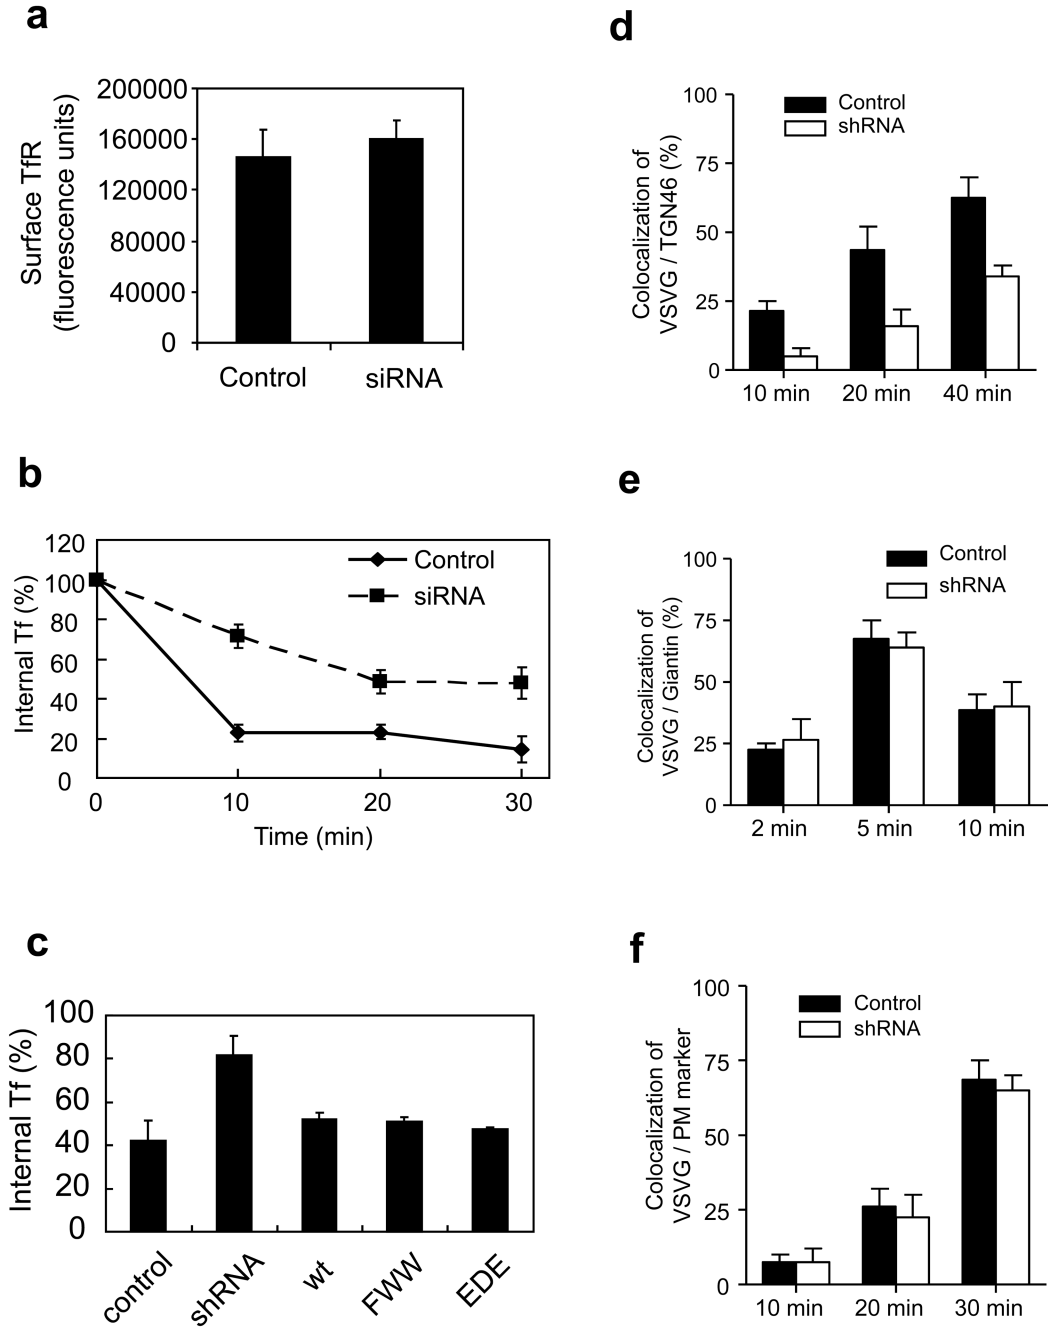 a
200000
160000
120000
80000
40000
0
Surface TfR
(fluorescence units)
Control
siRNA
b
120
100
80
60
40
20
0
Internal Tf (%)
Control
siRNA
0
10
20
30
Time (min)
c
100
80
60
40
20
0
Internal Tf (%)
control
shRNA
wt
FWW
EDE
d
100
75
50
25
0
Colocalization of
VSVG / TGN46 (%)
Control
shRNA
10 min
20 min
40 min
e
100
75
50
25
0
Colocalization of
VSVG / Giantin (%)
Control
shRNA
2 min
5 min
10 min
f
100
75
50
25
0
Colocalization of
VSVG / PM marker
Control
shRNA
10 min
20 min
30 min